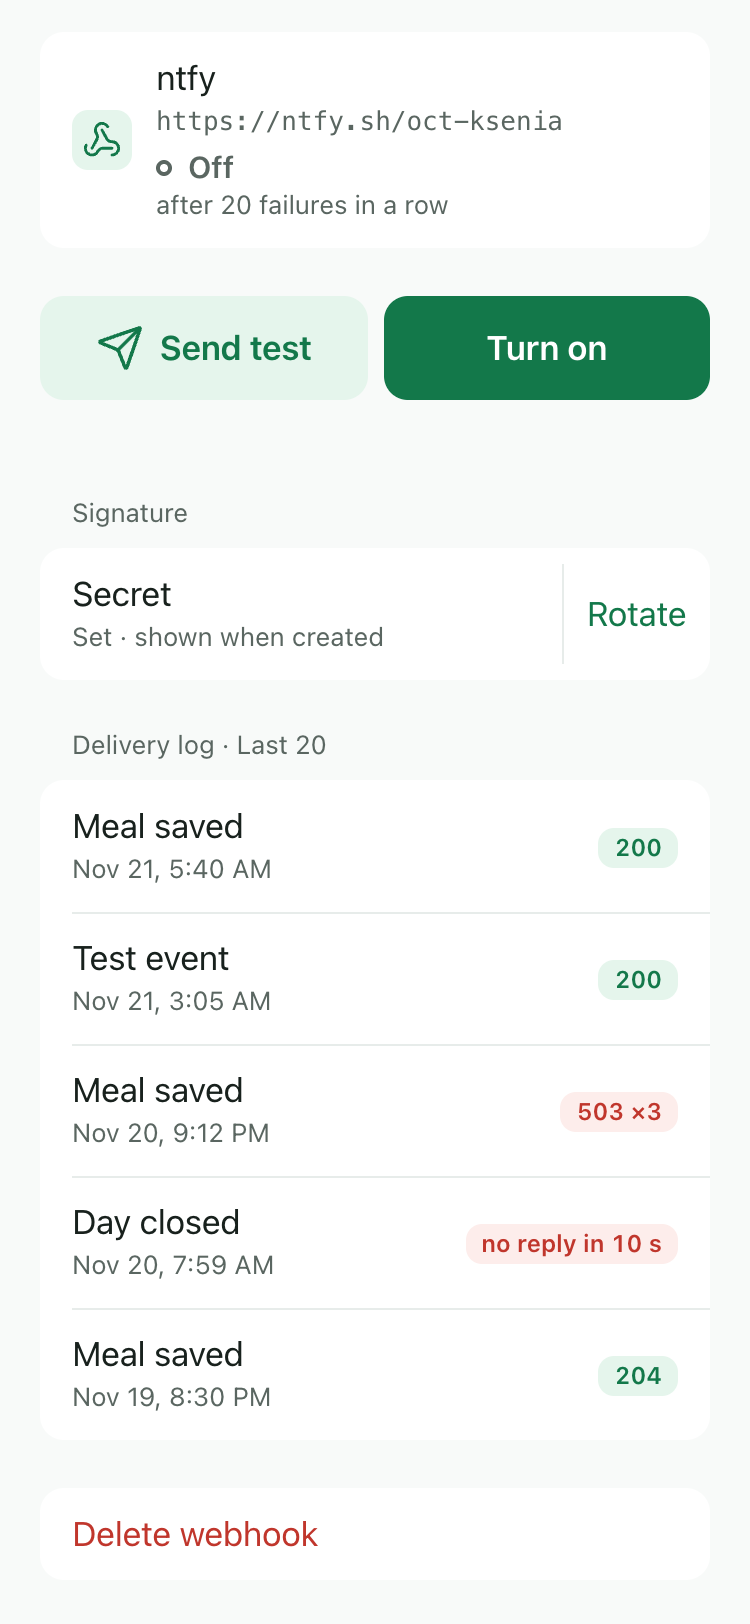 ntfy
https://ntfy.sh/oct-ksenia
Off
after 20 failures in a row
Send test
Turn on
Signature
Secret
Set · shown when created
Rotate
Delivery log · Last 20
Meal saved
Nov 21, 5:40 AM
200
Test event
Nov 21, 3:05 AM
200
Meal saved
Nov 20, 9:12 PM
503 ×3
Day closed
Nov 20, 7:59 AM
no reply in 10 s
Meal saved
Nov 19, 8:30 PM
204
Delete webhook